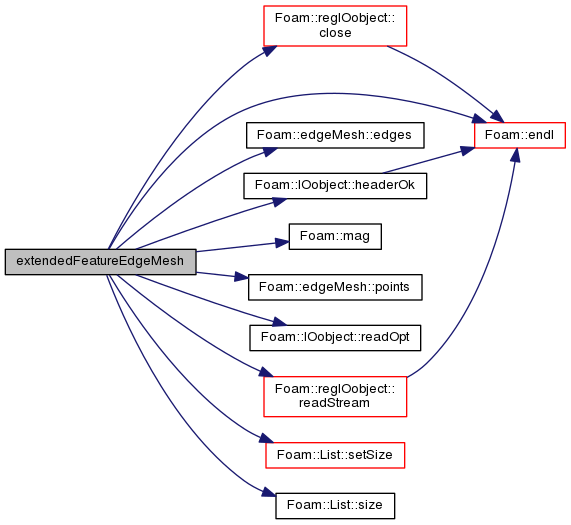 Foam::regIOobject::
close
Foam::endl
Foam::edgeMesh::edges
Foam::IOobject::headerOk
Foam::mag
extendedFeatureEdgeMesh
Foam::edgeMesh::points
Foam::IOobject::readOpt
Foam::regIOobject::
readStream
Foam::List::setSize
Foam::List::size